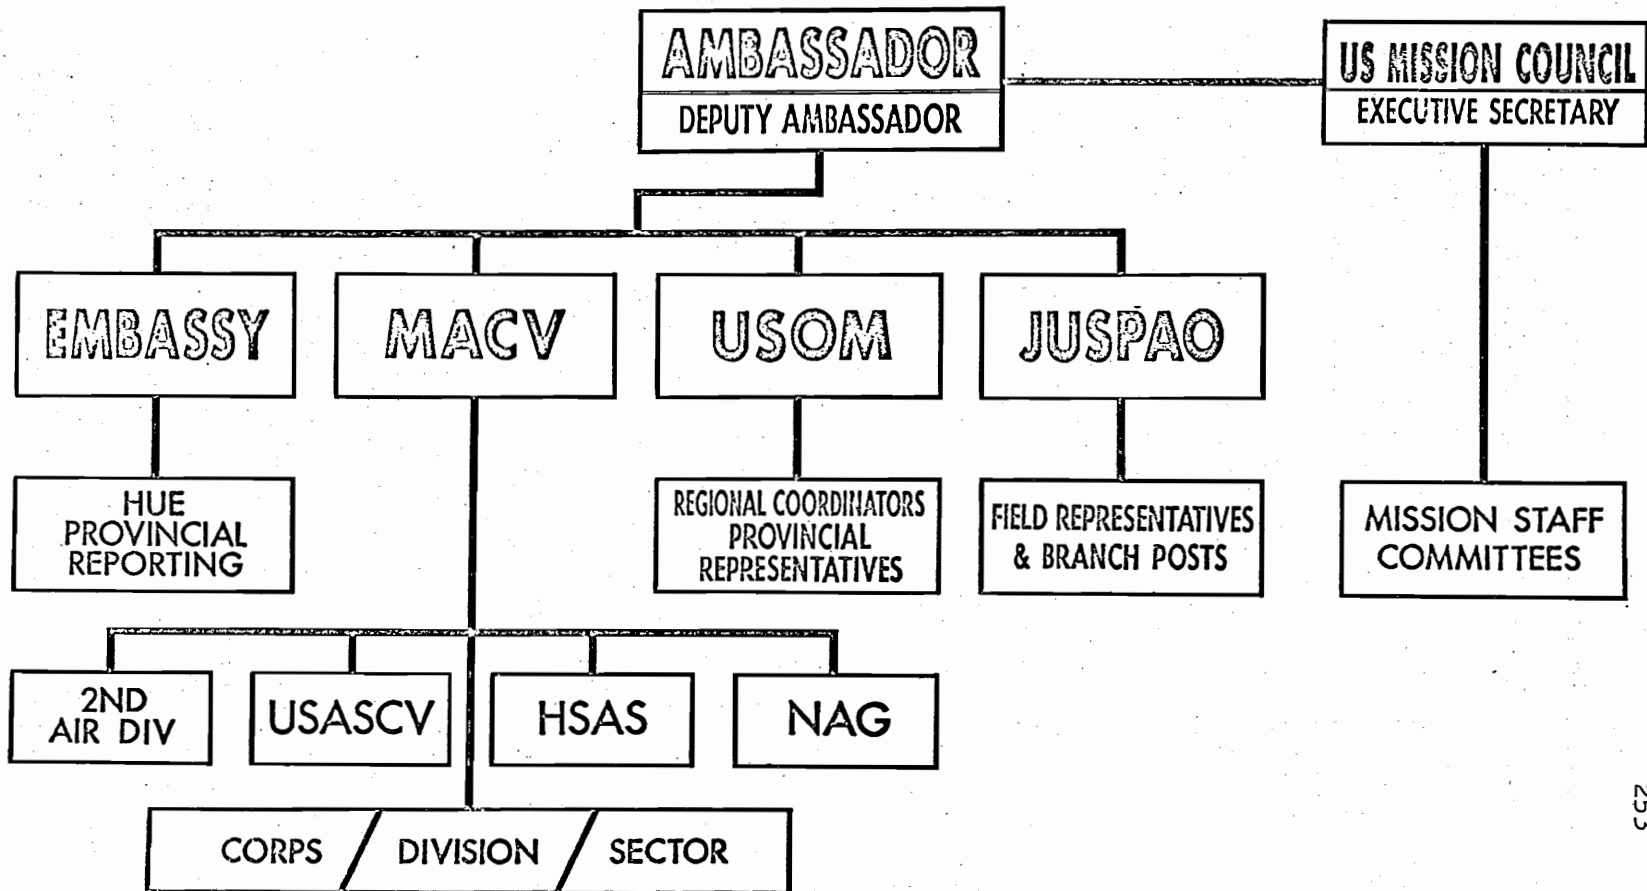 AMBASSADOR
DEPUTY AMBASSADOR
US MISSION COUNCIL
EXECUTIVE SECRETARY
EMBASSY
MACV
USOM
JUSPAO
HUE
PROVINCIAL
REPORTING
REGIONAL COORDINATORS
PROVINCIAL
REPRESENTATIVES
FIELD REPRESENTATIVES
& BRANCH POSTS
MISSION STAFF
COMMITTEES
2ND
AIR DIV
USASCV
HSAS
NAG
CORPS / DIVISION / SECTOR
253